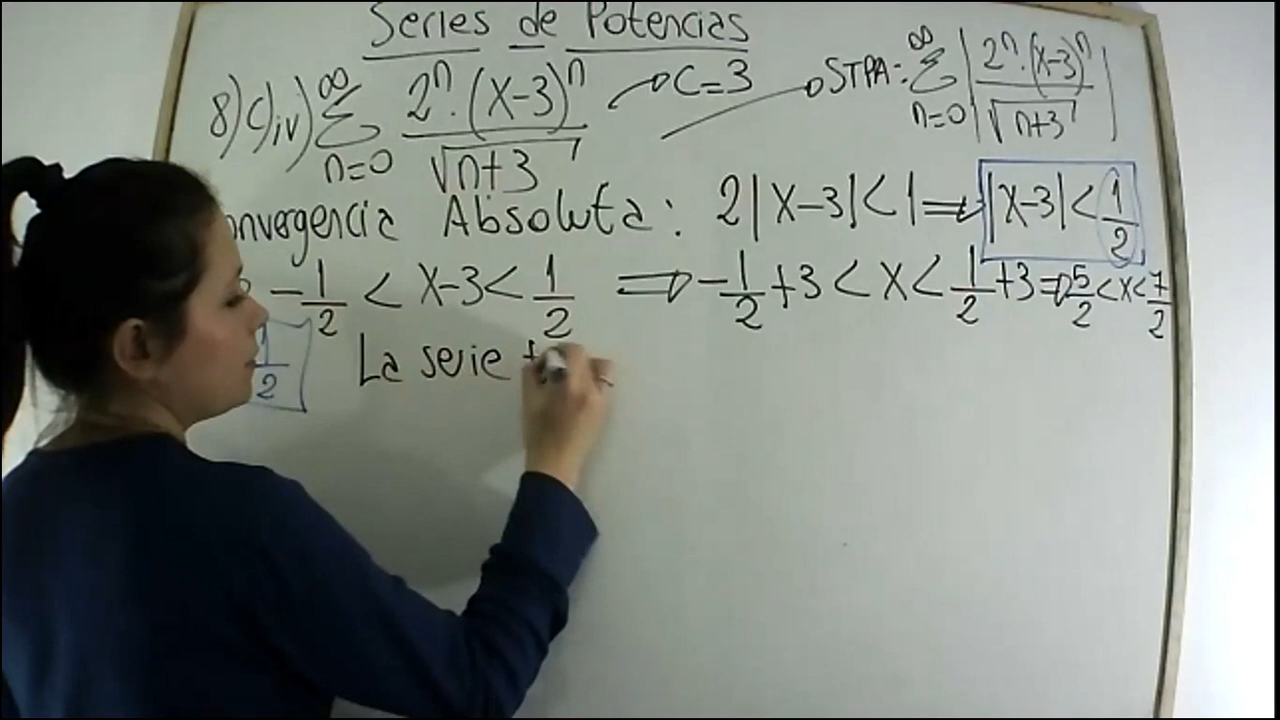 Series de Potencias
8) c) iv) ∞ ∑ n=0 2ⁿ.(x-3)ⁿ / √n+3 → C=3 → STPA: ∞ ∑ n=0 |2ⁿ.(x-3)ⁿ / √n+3|
nvergencia Absoluta: 2|x-3|<1 ⇒ |x-3|<1/2
-1/2 < x-3 < 1/2 ⇒ -1/2+3 < x < 1/2+3 ⇒ 5/2 < x < 7/2
1/2 La serie